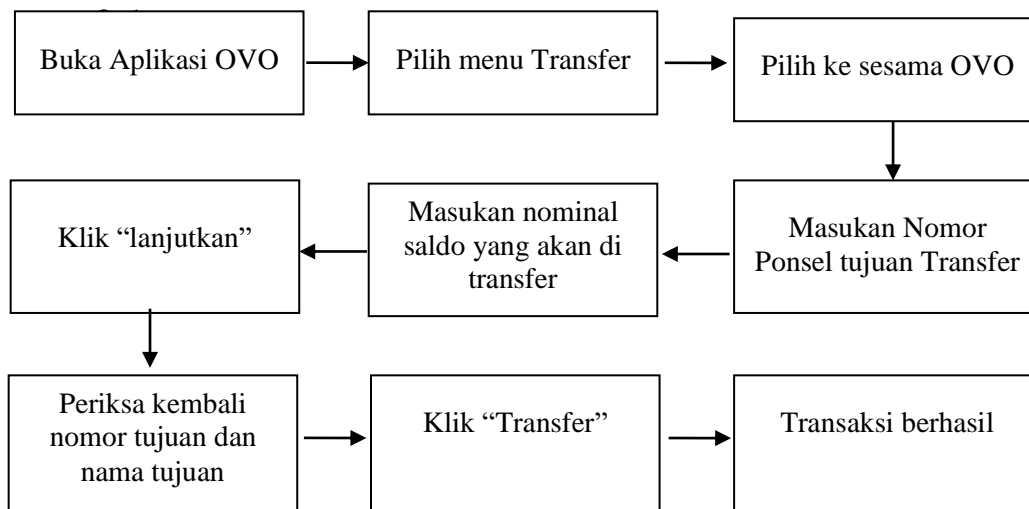 Buka Aplikasi OVO
Pilih menu Transfer
Pilih ke sesama OVO
Masukan Nomor
Ponsel tujuan Transfer
Masukan nominal
saldo yang akan di
transfer
Klik “lanjutkan”
Periksa kembali
nomor tujuan dan
nama tujuan
Klik “Transfer”
Transaksi berhasil